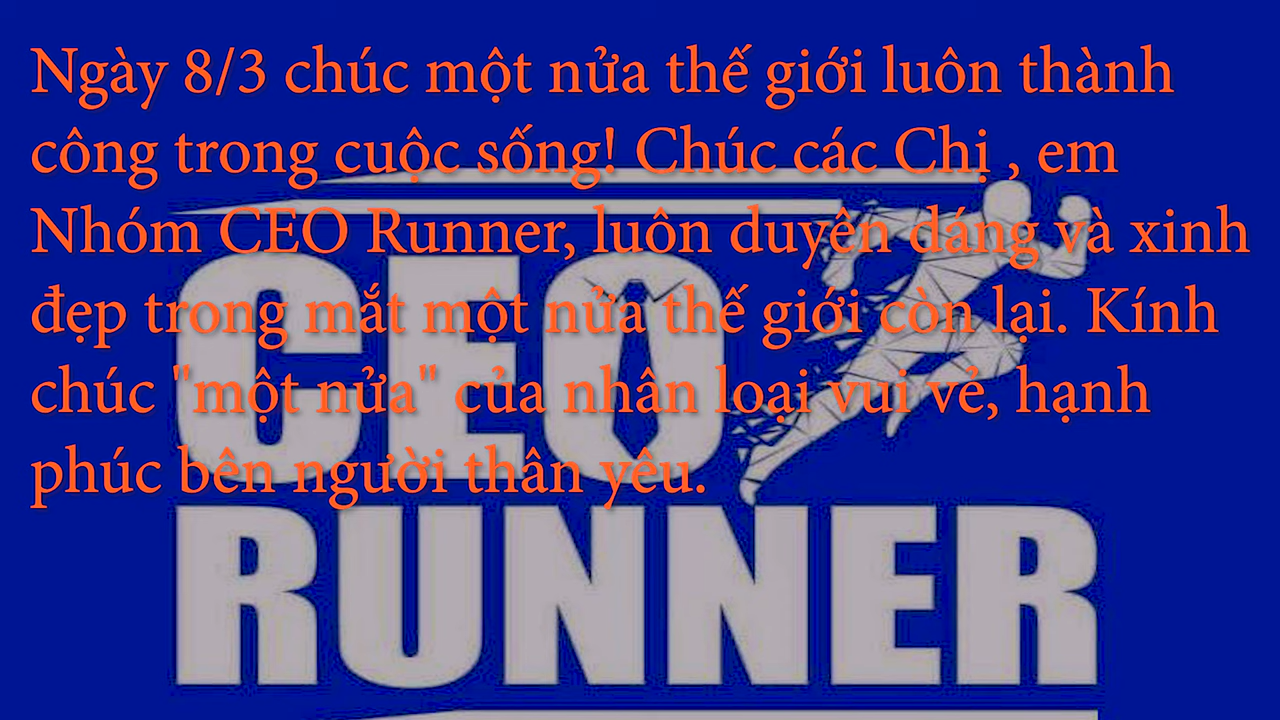 Ngày 8/3 chúc một nửa thế giới luôn thành
công trong cuộc sống! Chúc các Chị , em
Nhóm CEO Runner, luôn duyên dáng và xinh
đẹp trong mắt một nửa thế giới còn lại. Kính
chúc "một nửa" của nhân loại vui vẻ, hạnh
phúc bên người thân yêu.
CEO
RUNNER